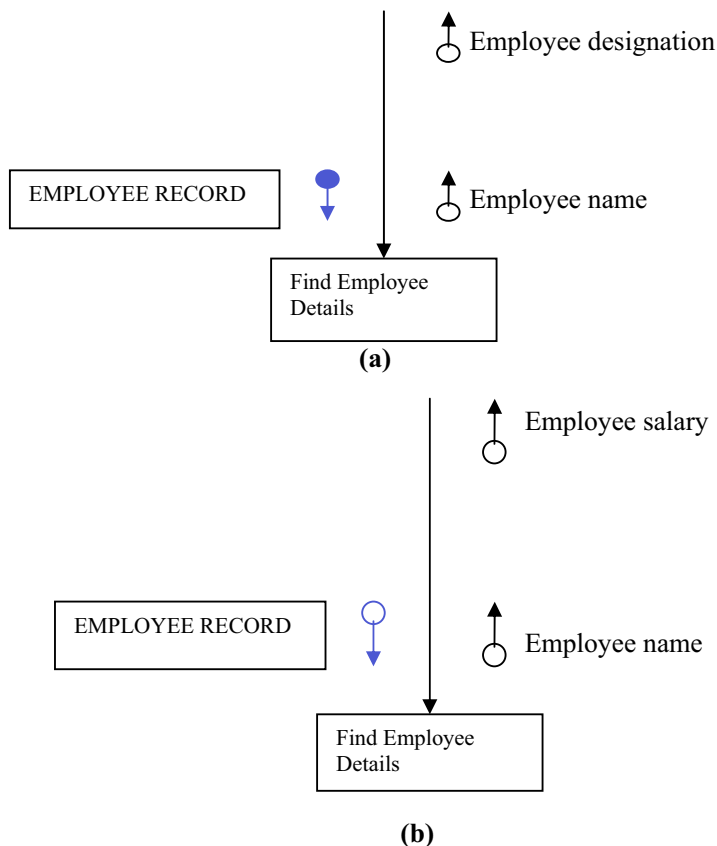 Employee designation
EMPLOYEE RECORD
Employee name
Find Employee
Details
(a)
Employee salary
EMPLOYEE RECORD
Employee name
Find Employee
Details
(b)